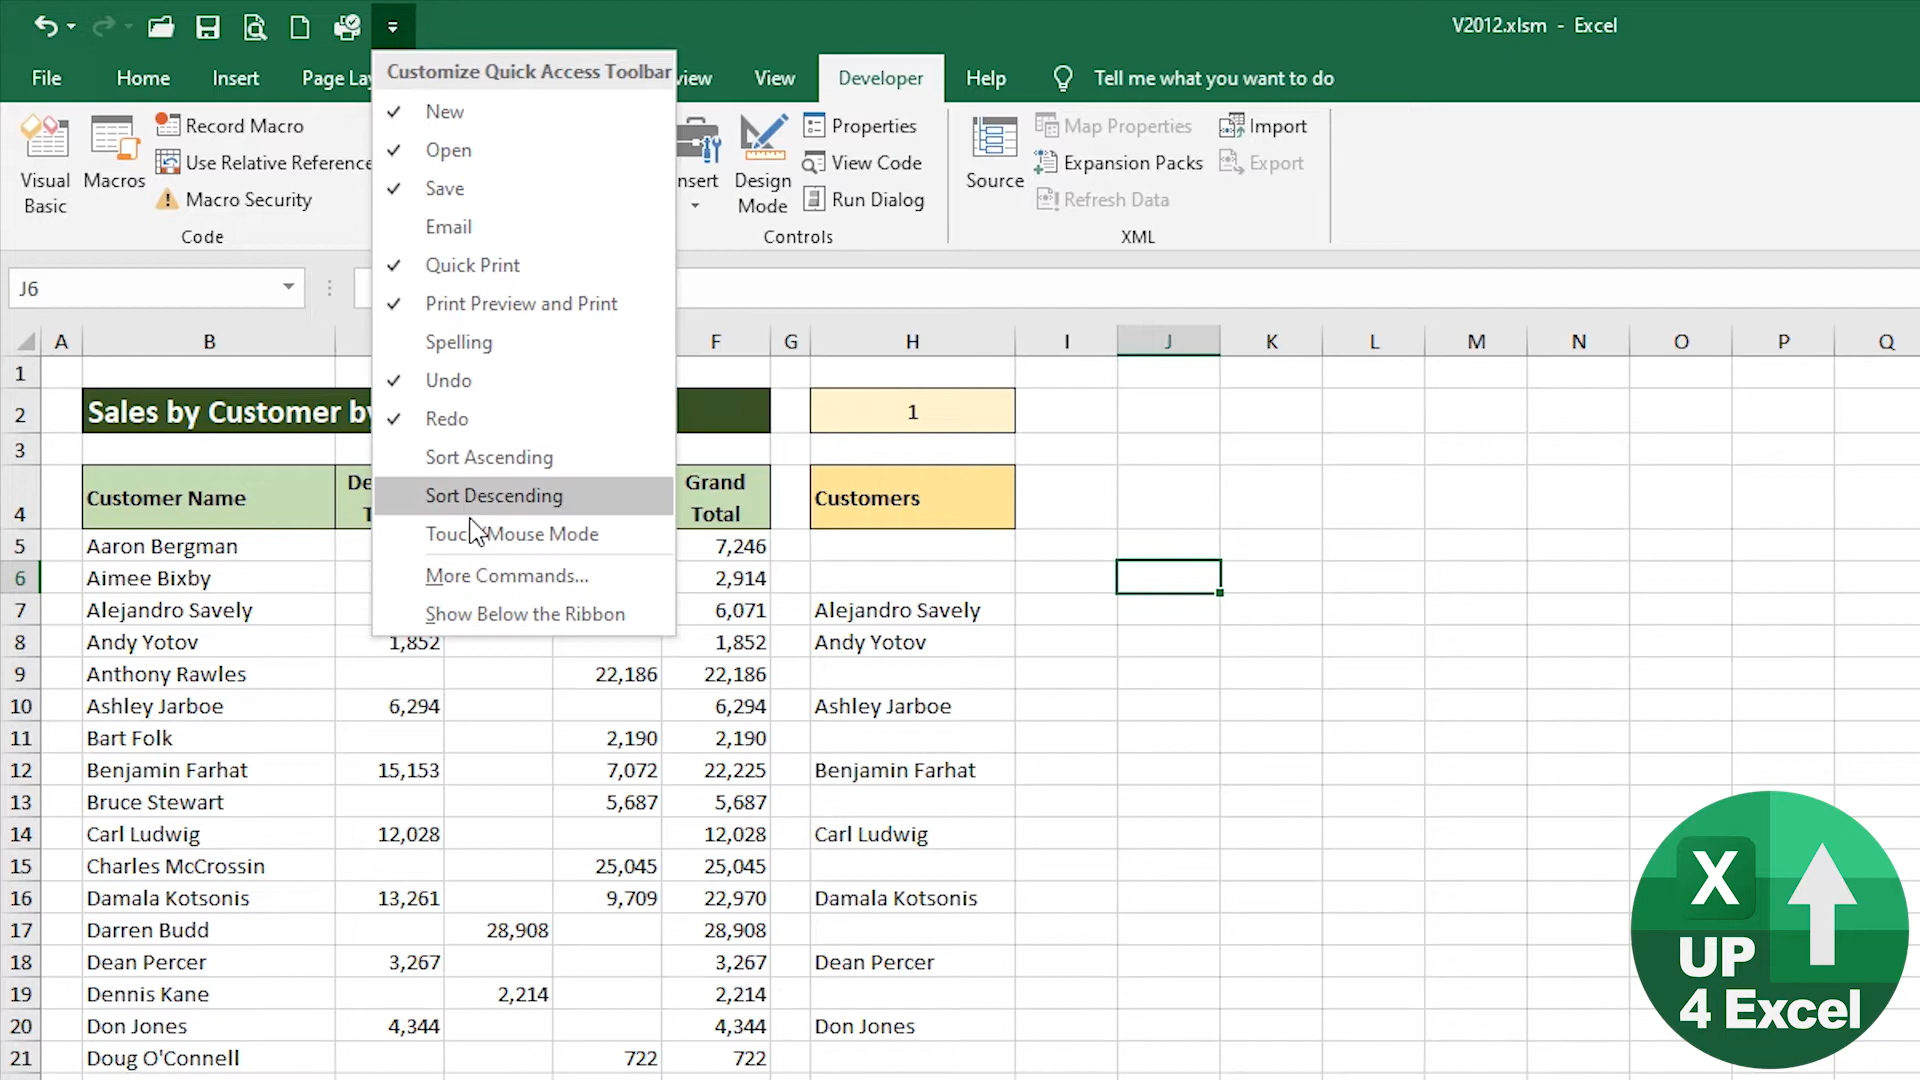 V2012.xlsm - Excel
File Home Insert Page Lay view View Developer Help Tell me what you want to do
Customize Quick Access Toolbar
New
Open
Save
Email
Quick Print
Print Preview and Print
Spelling
Undo
Redo
Sort Ascending
Sort Descending
Touch/Mouse Mode
More Commands...
Show Below the Ribbon
Visual Basic
Macros
Record Macro
Use Relative Reference
Macro Security
Code
nsert
Design Mode
Properties
View Code
Run Dialog
Controls
Source
Map Properties
Expansion Packs
Refresh Data
Import
Export
XML
J6
A B F G H I J K L M N O P Q
1
2 Sales by Customer by 1
3
4 Customer Name De T Grand Total Customers
5 Aaron Bergman 7,246
6 Aimee Bixby 2,914
7 Alejandro Savely 6,071 Alejandro Savely
8 Andy Yotov 1,852 1,852 Andy Yotov
9 Anthony Rawles 22,186 22,186
10 Ashley Jarboe 6,294 6,294 Ashley Jarboe
11 Bart Folk 2,190 2,190
12 Benjamin Farhat 15,153 7,072 22,225 Benjamin Farhat
13 Bruce Stewart 5,687 5,687
14 Carl Ludwig 12,028 12,028 Carl Ludwig
15 Charles McCrossin 25,045 25,045
16 Damala Kotsonis 13,261 9,709 22,970 Damala Kotsonis
17 Darren Budd 28,908 28,908
18 Dean Percer 3,267 3,267 Dean Percer
19 Dennis Kane 2,214 2,214
20 Don Jones 4,344 4,344 Don Jones
21 Doug O'Connell 722 722
X
UP
4 Excel